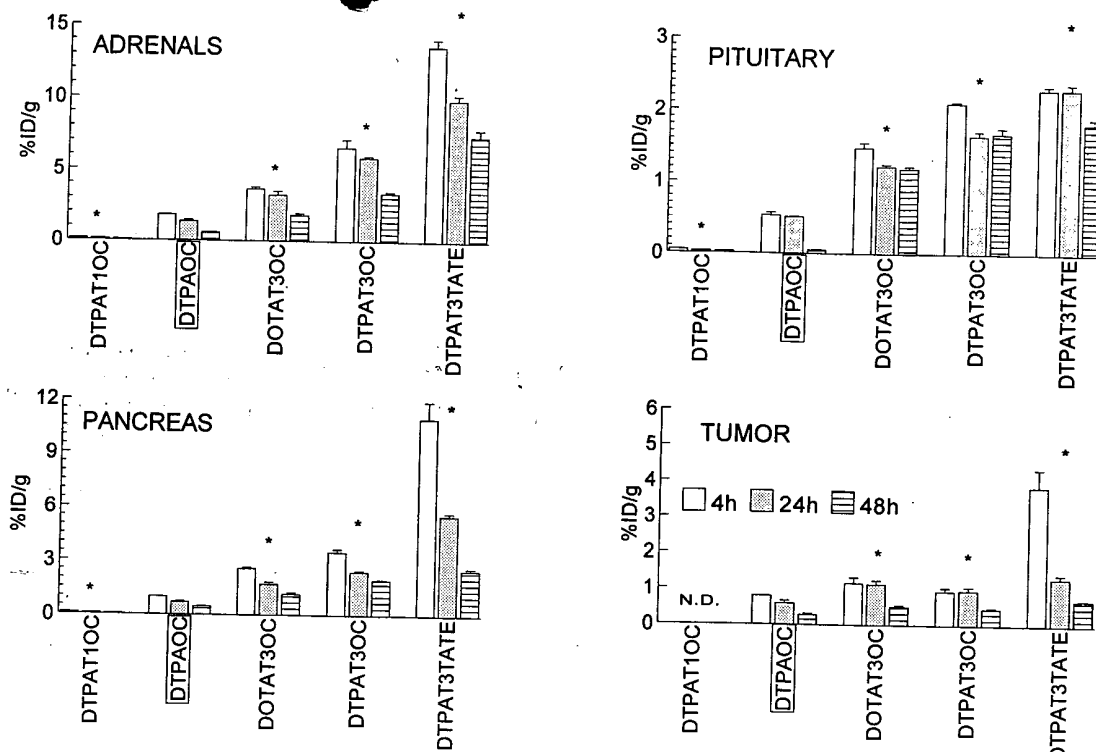 ADRENALS
15
10
5
0
%ID/g
*
*
*
*
DTPAT1OC
DTPAOC
DOTAT3OC
DTPAT3OC
DTPAT3TATE
PITUITARY
3
2
1
0
%ID/g
*
*
*
*
DTPAT1OC
DTPAOC
DOTAT3OC
DTPAT3OC
DTPAT3TATE
PANCREAS
12
9
6
3
0
%ID/g
*
*
*
*
DTPAT1OC
DTPAOC
DOTAT3OC
DTPAT3OC
DTPAT3TATE
TUMOR
6
5
4
3
2
1
0
%ID/g
4h 24h 48h
N.D.
*
*
*
DTPAT1OC
DTPAOC
DOTAT3OC
DTPAT3OC
DTPAT3TATE